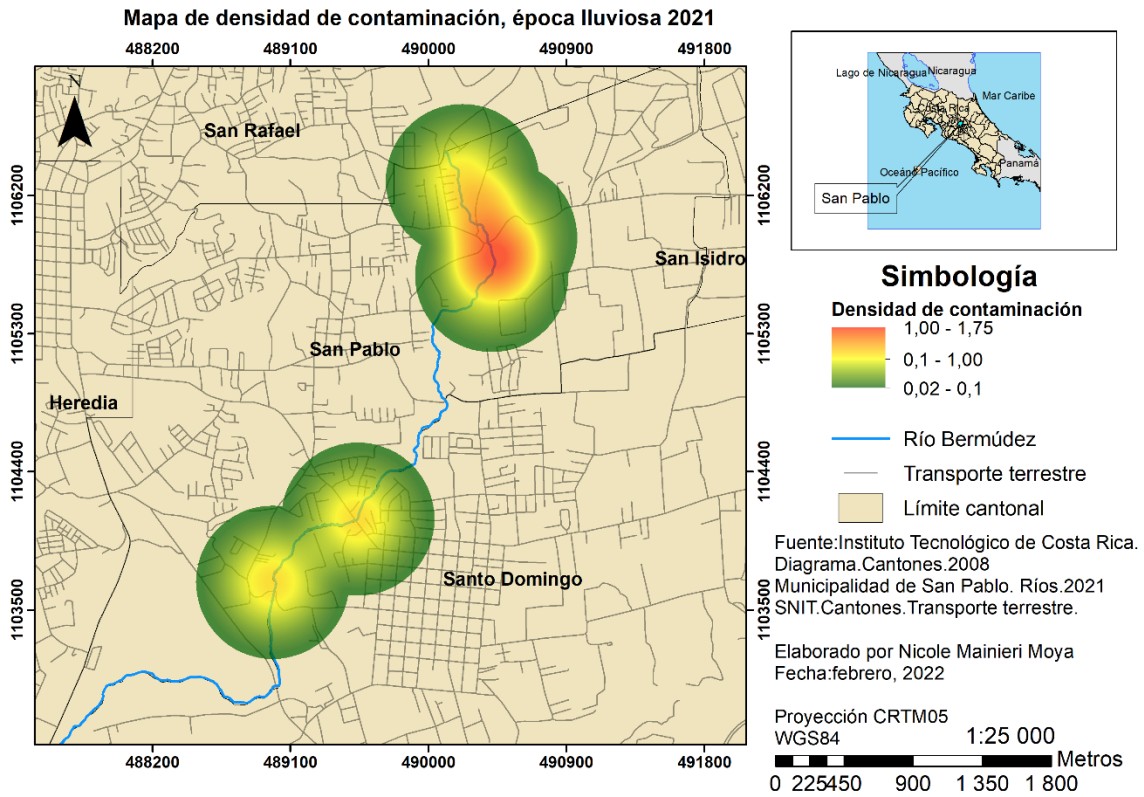 Mapa de densidad de contaminación, época lluviosa 2021
488200 489100 490000 490900 491800
N
San Rafael
1106200
1106200
San Isidro
1105300
1105300
San Pablo
Heredia
1104400
1104400
Santo Domingo
1103500
1103500
488200 489100 490000 490900 491800
Lago de Nicaragua
Nicaragua
Mar Caribe
Panamá
Oceáno Pacífico
San Pablo
Simbología
Densidad de contaminación
1,00 - 1,75
0,1 - 1,00
0,02 - 0,1
Río Bermúdez
Transporte terrestre
Límite cantonal
Fuente:Instituto Tecnológico de Costa Rica.
Diagrama.Cantones.2008
Municipalidad de San Pablo. Ríos.2021
SNIT.Cantones.Transporte terrestre.
Elaborado por Nicole Mainieri Moya
Fecha:febrero, 2022
Proyección CRTM05
WGS84
1:25 000
Metros
0 225450 900 1 350 1 800